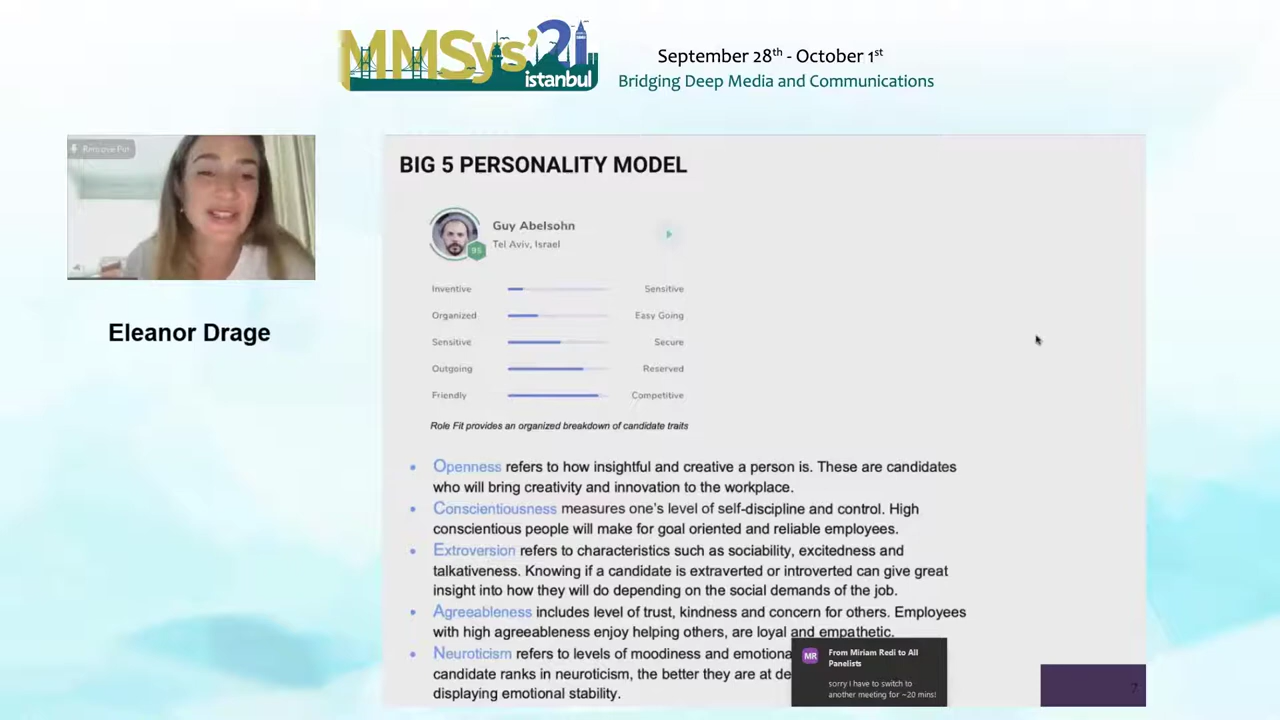 MMSys'21
istanbul
September 28th - October 1st
Bridging Deep Media and Communications
Eleanor Drage
BIG 5 PERSONALITY MODEL
Guy Abelsohn
Tel Aviv, Israel
95
Inventive Sensitive
Organized Easy Going
Sensitive Secure
Outgoing Reserved
Friendly Competitive
Role Fit provides an organized breakdown of candidate traits
• Openness refers to how insightful and creative a person is. These are candidates
who will bring creativity and innovation to the workplace.
• Conscientiousness measures one's level of self-discipline and control. High
conscientious people will make for goal oriented and reliable employees.
• Extroversion refers to characteristics such as sociability, excitedness and
talkativeness. Knowing if a candidate is extraverted or introverted can give great
insight into how they will do depending on the social demands of the job.
• Agreeableness includes level of trust, kindness and concern for others. Employees
with high agreeableness enjoy helping others, are loyal and empathetic.
• Neuroticism refers to levels of moodiness and emotiona
candidate ranks in neuroticism, the better they are at de
displaying emotional stability.
MR
From Miriam Redi to All
Panelists
sorry I have to switch to
another meeting for ~20 mins!
7